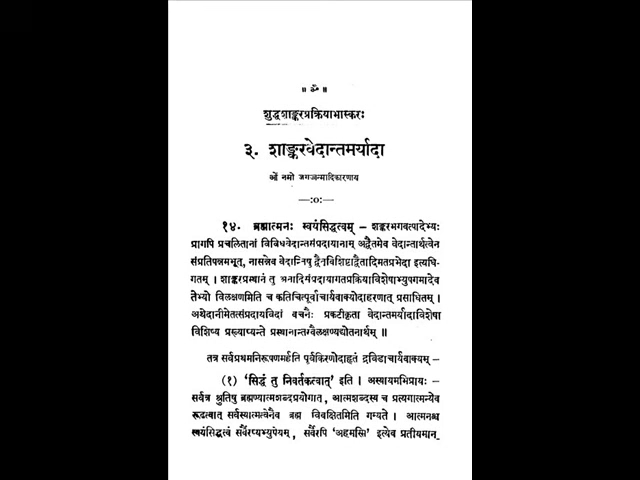 ॥ ॐ ॥
शुद्धशाङ्करप्रक्रियाभास्करः
३. शाङ्करवेदान्तमर्यादा
ओं नमो जगज्जन्मादिकारणाय
—:०:—
१४. ब्रह्मात्मनः स्वयंसिद्धत्वम् – शङ्करभगवत्पादेभ्यः
प्रागपि प्रचलितानां विविधवेदान्तसंप्रदायानाम् अद्वैतमेव वेदान्तार्थत्वेन
संप्रतिपन्नमभूत्, नासन्नेव वेदान्तिषु द्वैतविशिष्टाद्वैतादिमतप्रभेदा इत्यधि-
गतम् । शाङ्करप्रस्थानं तु अनादिसंप्रदायागतप्रक्रियाविशेषाभ्युपगमादेव
तेभ्यो विलक्षणमिति च कतिचित्पूर्वाचार्यवाक्योदाहरणात् प्रसाधितम् ।
अथेदानीमेतत्संप्रदायविदां वचनैः प्रकटीकृता वेदान्तमर्यादाविशेषा
विशिष्य प्रख्याप्यन्ते प्रस्थानान्तरवैलक्षण्यद्योतनार्थम् ॥
तत्र सर्वप्रथमनिरूपणमर्हति पूर्वकिरणोदाहृतं द्रविडाचार्यवाक्यम् –
(१) 'सिद्धं तु निवर्तकत्वात्' इति । अस्यायमभिप्रायः-
सर्वत्र श्रुतिषु ब्रह्मण्यात्मशब्दप्रयोगात्, आत्मशब्दस्य च प्रत्यगात्मन्येव
रूढत्वात् सर्वस्यात्मत्वेनैव ब्रह्म विवक्षितमिति गम्यते । आत्मनश्च
स्वयंसिद्धत्वं सर्वैरप्यभ्युपेयम्, सर्वैरपि 'अहमस्मि' इत्येव प्रतीयमान-